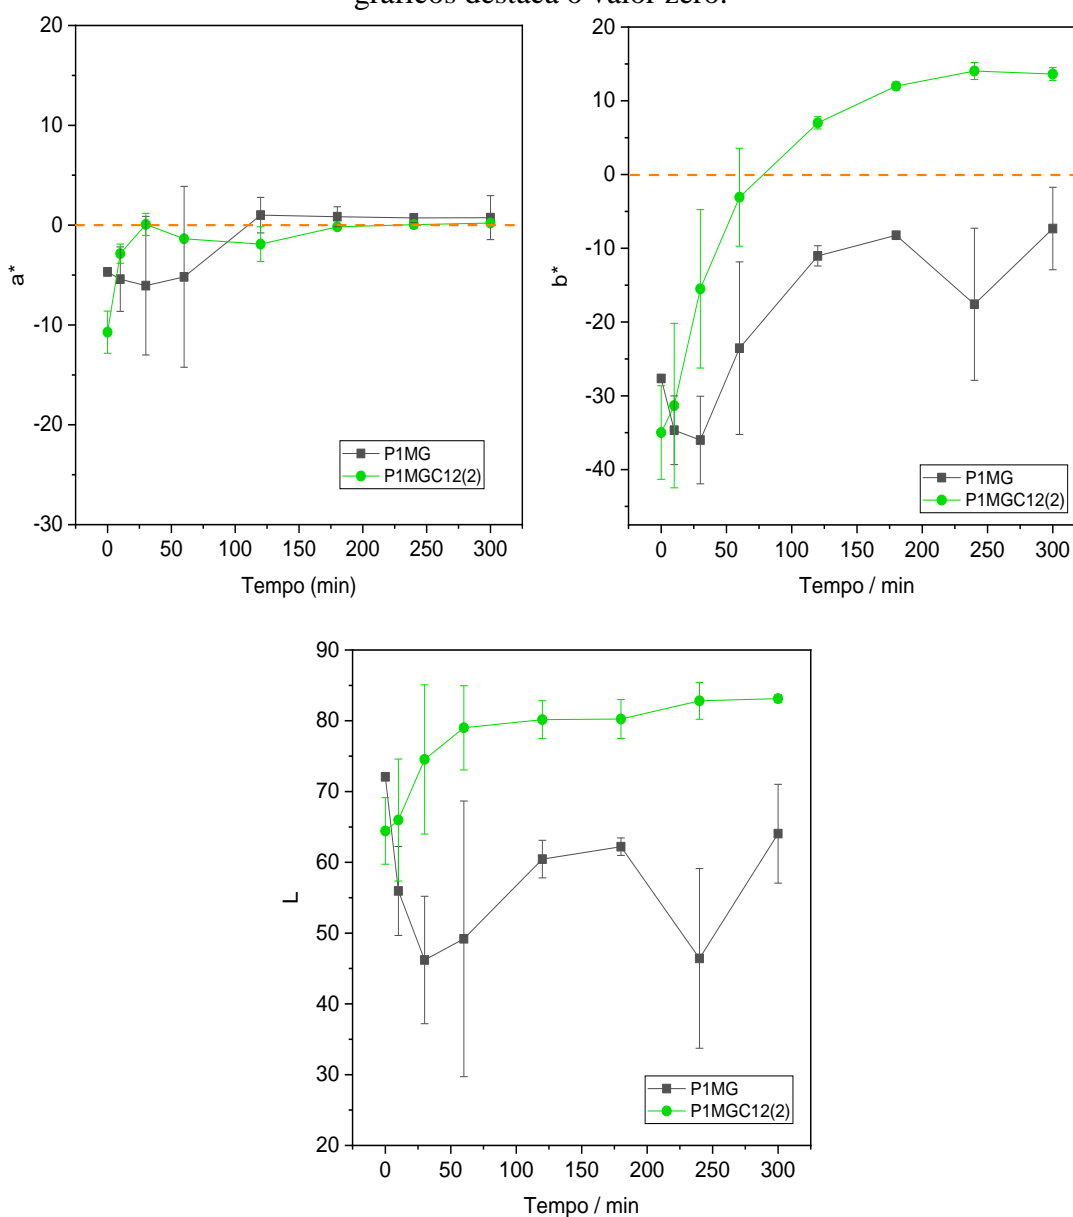 gráficos destaca o valor zero.
20
10
0
-10
-20
-30
a*
0 50 100 150 200 250 300
Tempo (min)
P1MG
P1MGC12(2)
20
10
0
-10
-20
-30
-40
b*
0 50 100 150 200 250 300
Tempo / min
P1MG
P1MGC12(2)
90
80
70
60
50
40
30
20
L
0 50 100 150 200 250 300
Tempo / min
P1MG
P1MGC12(2)